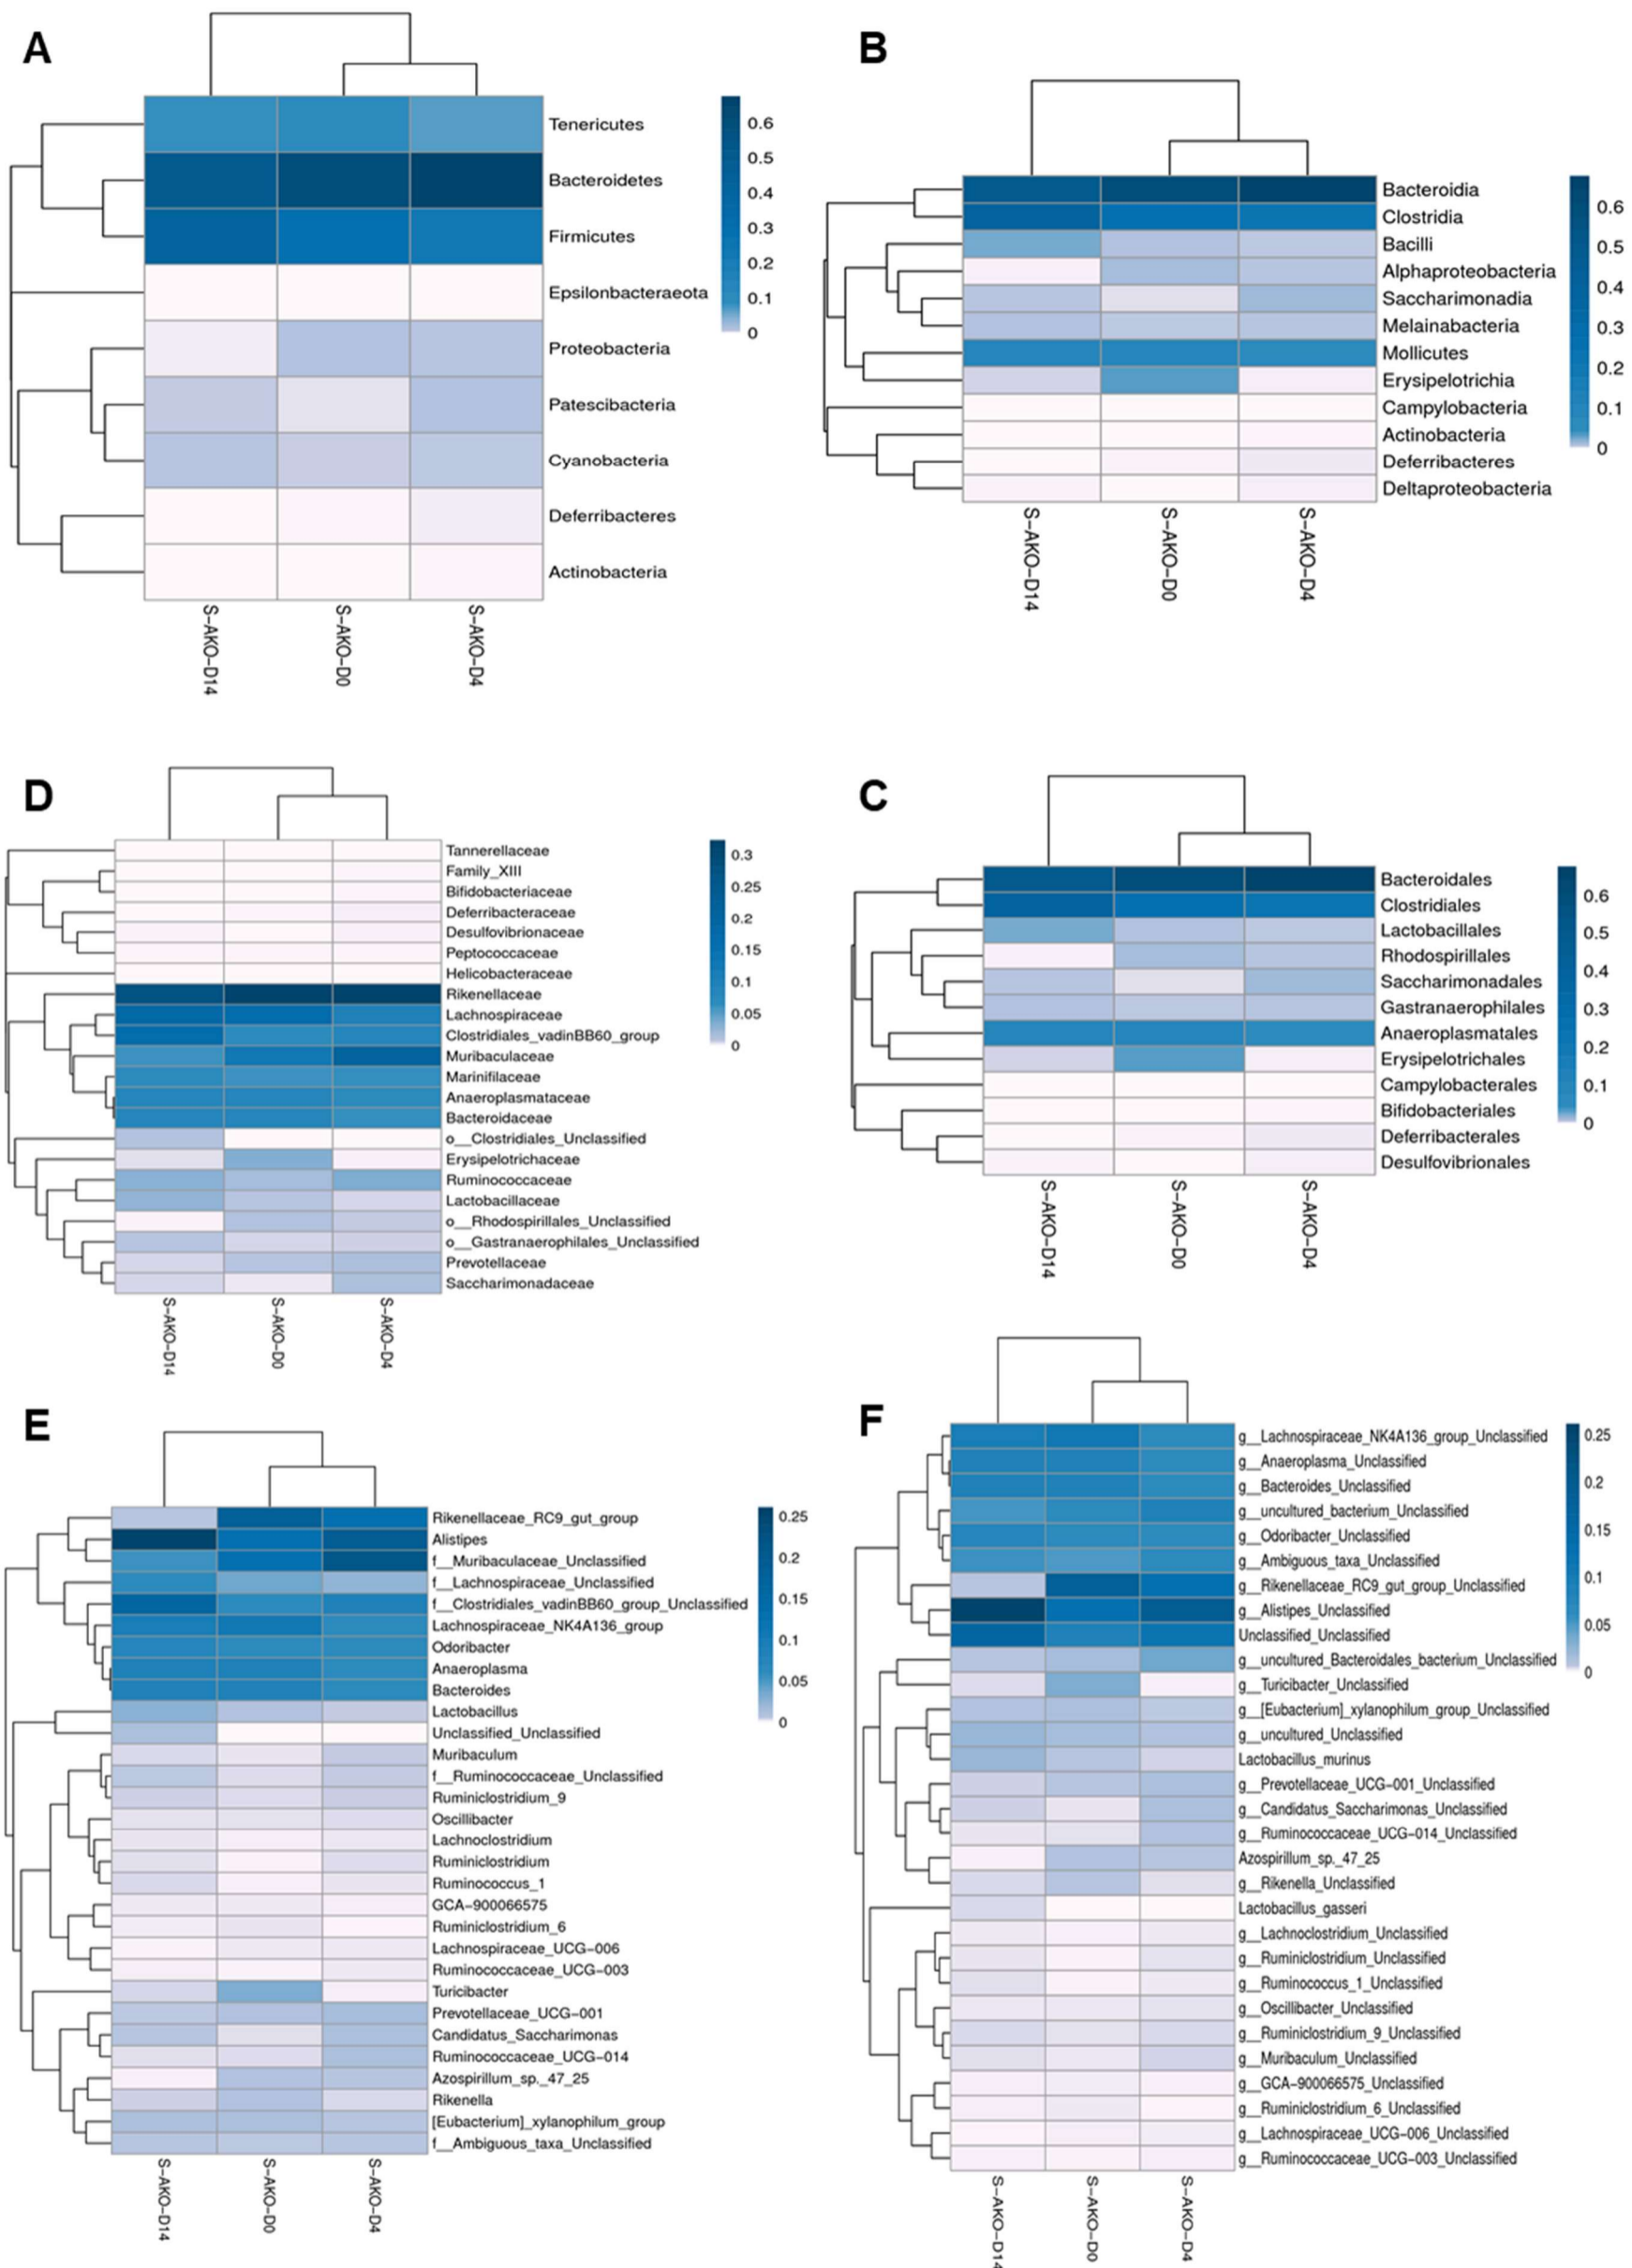 A
Tenericutes
Bacteroidetes
Firmicutes
Epsilonbacteraeota
Proteobacteria
Patescibacteria
Cyanobacteria
Deferribacteres
Actinobacteria
0.6
0.5
0.4
0.3
0.2
0.1
0
S-AKO-D14
S-AKO-D0
S-AKO-D4
B
Bacteroidia
Clostridia
Bacilli
Alphaproteobacteria
Saccharimonadia
Melainabacteria
Mollicutes
Erysipelotrichia
Campylobacteria
Actinobacteria
Deferribacteres
Deltaproteobacteria
0.6
0.5
0.4
0.3
0.2
0.1
0
S-AKO-D14
S-AKO-D0
S-AKO-D4
D
Tannerellaceae
Family_XIII
Bifidobacteriaceae
Deferribacteraceae
Desulfovibrionaceae
Peptococcaceae
Helicobacteraceae
Rikenellaceae
Lachnospiraceae
Clostridiales_vadinBB60_group
Muribaculaceae
Marinifilaceae
Anaeroplasmataceae
Bacteroidaceae
o__Clostridiales_Unclassified
Erysipelotrichaceae
Ruminococcaceae
Lactobacillaceae
o__Rhodospirillales_Unclassified
o__Gastranaerophilales_Unclassified
Prevotellaceae
Saccharimonadaceae
0.3
0.25
0.2
0.15
0.1
0.05
0
S-AKO-D14
S-AKO-D0
S-AKO-D4
C
Bacteroidales
Clostridiales
Lactobacillales
Rhodospirillales
Saccharimonadales
Gastranaerophilales
Anaeroplasmatales
Erysipelotrichales
Campylobacterales
Bifidobacteriales
Deferribacterales
Desulfovibrionales
0.6
0.5
0.4
0.3
0.2
0.1
0
S-AKO-D14
S-AKO-D0
S-AKO-D4
E
Rikenellaceae_RC9_gut_group
Alistipes
f__Muribaculaceae_Unclassified
f__Lachnospiraceae_Unclassified
f__Clostridiales_vadinBB60_group_Unclassified
Lachnospiraceae_NK4A136_group
Odoribacter
Anaeroplasma
Bacteroides
Lactobacillus
Unclassified_Unclassified
Muribaculum
f__Ruminococcaceae_Unclassified
Ruminiclostridium_9
Oscillibacter
Lachnoclostridium
Ruminiclostridium
Ruminococcus_1
GCA-900066575
Ruminiclostridium_6
Lachnospiraceae_UCG-006
Ruminococcaceae_UCG-003
Turicibacter
Prevotellaceae_UCG-001
Candidatus_Saccharimonas
Ruminococcaceae_UCG-014
Azospirillum_sp._47_25
Rikenella
[Eubacterium]_xylanophilum_group
f__Ambiguous_taxa_Unclassified
0.25
0.2
0.15
0.1
0.05
0
S-AKO-D14
S-AKO-D0
S-AKO-D4
F
g__Lachnospiraceae_NK4A136_group_Unclassified
g__Anaeroplasma_Unclassified
g__Bacteroides_Unclassified
g__uncultured_bacterium_Unclassified
g__Odoribacter_Unclassified
g__Ambiguous_taxa_Unclassified
g__Rikenellaceae_RC9_gut_group_Unclassified
g__Alistipes_Unclassified
Unclassified_Unclassified
g__uncultured_Bacteroidales_bacterium_Unclassified
g__Turicibacter_Unclassified
g__[Eubacterium]_xylanophilum_group_Unclassified
g__uncultured_Unclassified
Lactobacillus_murinus
g__Prevotellaceae_UCG-001_Unclassified
g__Candidatus_Saccharimonas_Unclassified
g__Ruminococcaceae_UCG-014_Unclassified
Azospirillum_sp._47_25
g__Rikenella_Unclassified
Lactobacillus_gasseri
g__Lachnoclostridium_Unclassified
g__Ruminiclostridium_Unclassified
g__Ruminococcus_1_Unclassified
g__Oscillibacter_Unclassified
g__Ruminiclostridium_9_Unclassified
g__Muribaculum_Unclassified
g__GCA-900066575_Unclassified
g__Ruminiclostridium_6_Unclassified
g__Lachnospiraceae_UCG-006_Unclassified
g__Ruminococcaceae_UCG-003_Unclassified
0.25
0.2
0.15
0.1
0.05
0
S-AKO-D14
S-AKO-D0
S-AKO-D4